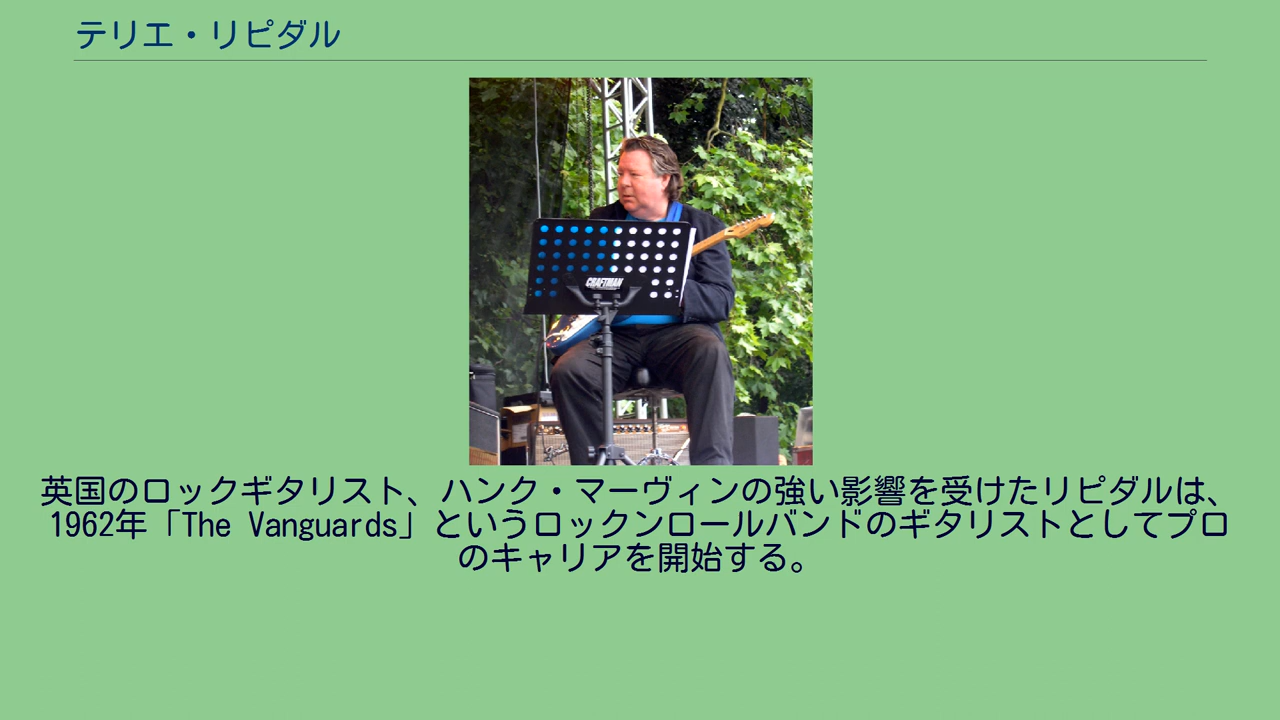 テリエ・リピダル
CRAFTMAN
英国のロックギタリスト、ハンク・マーヴィンの強い影響を受けたリピダルは、
1962年「The Vanguards」というロックンロールバンドのギタリストとしてプロ
のキャリアを開始する。